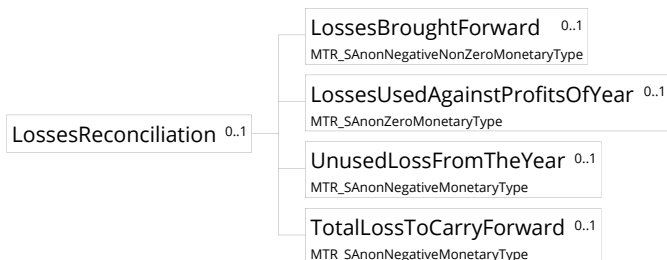 LossesBroughtForward 0..1
MTR_SAnonNegativeNonZeroMonetaryType
LossesUsedAgainstProfitsOfYear 0..1
MTR_SAnonZeroMonetaryType
LossesReconciliation 0..1
UnusedLossFromTheYear 0..1
MTR_SAnonNegativeMonetaryType
TotalLossToCarryForward 0..1
MTR_SAnonNegativeMonetaryType